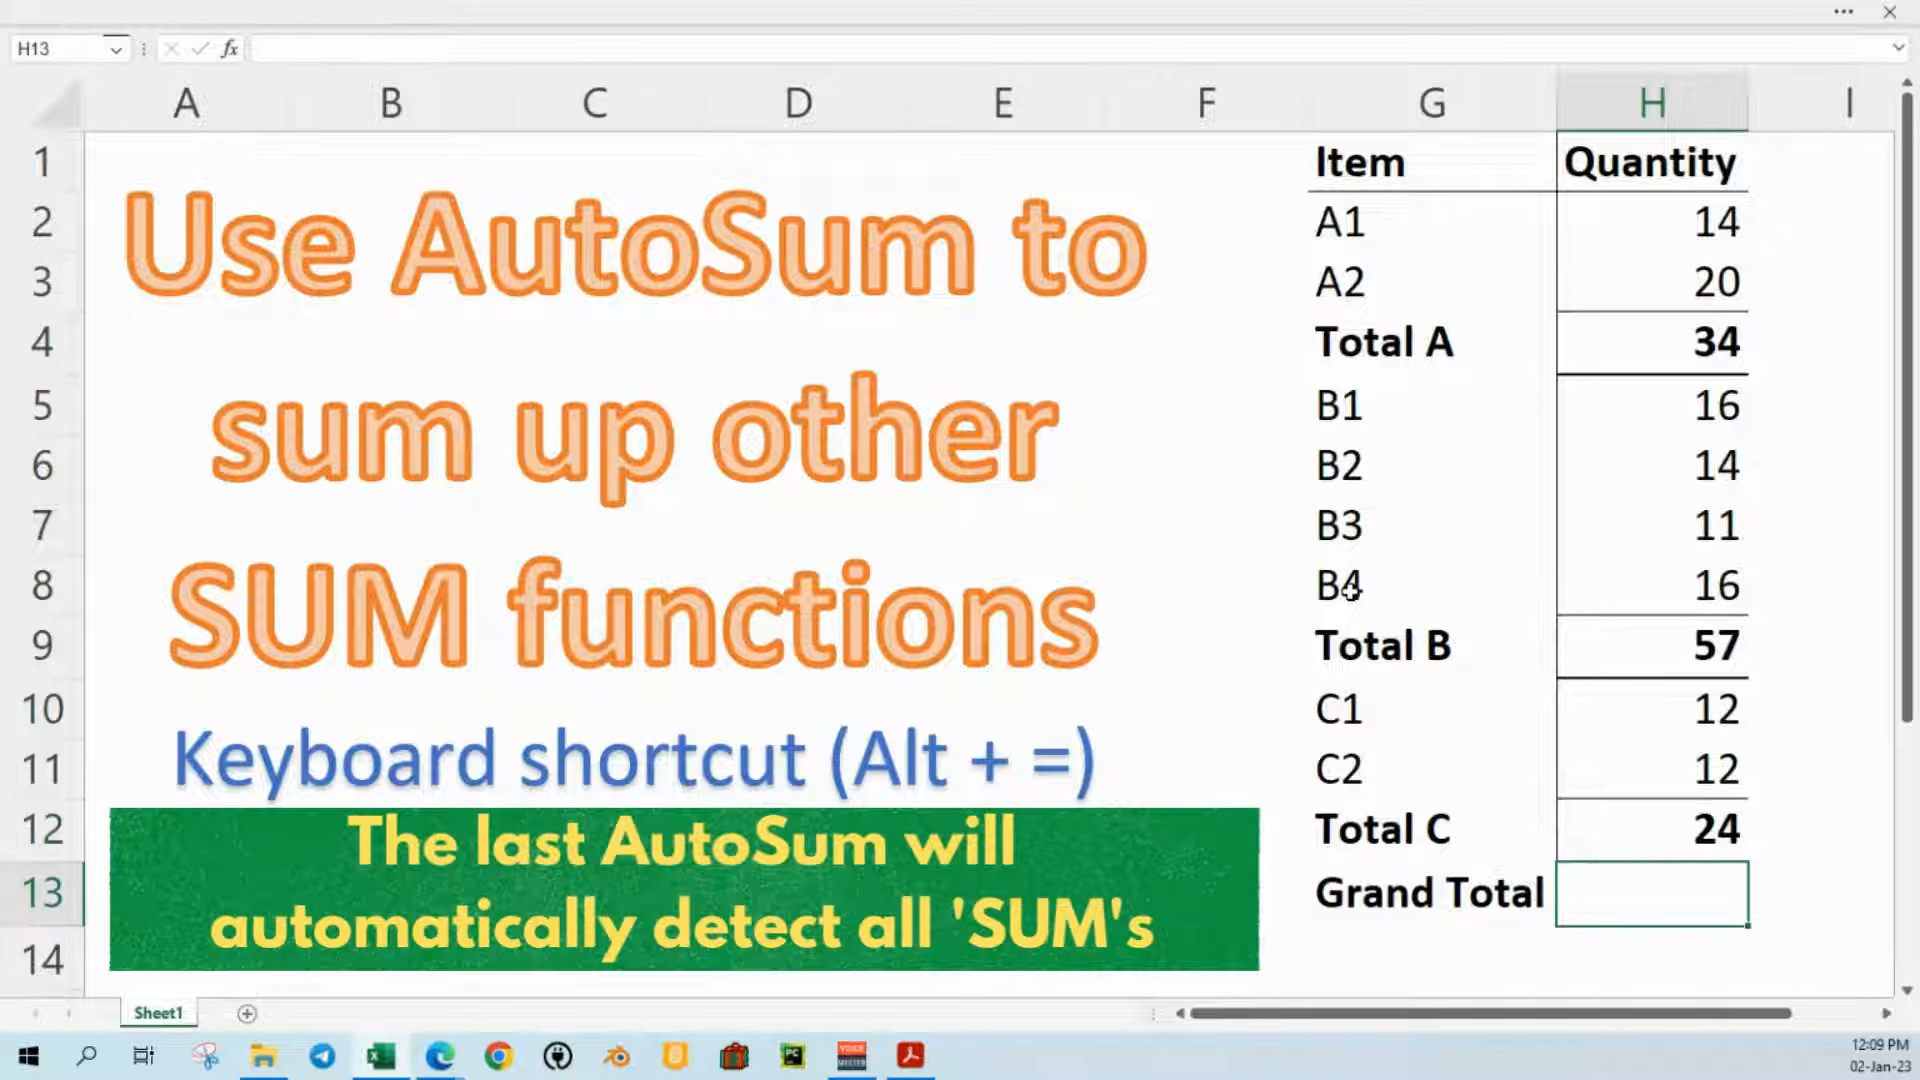 H13
fx
A B C D E F G H I
1 Item Quantity
2 A1 14
3 A2 20
4 Total A 34
5 B1 16
6 B2 14
7 B3 11
8 B4 16
9 Total B 57
10 C1 12
11 C2 12
12 Total C 24
13 Grand Total
14
Use AutoSum to
sum up other
SUM functions
Keyboard shortcut (Alt + =)
The last AutoSum will
automatically detect all 'SUM's
Sheet1
PC
VOICE
MEETER
12:09 PM
02-Jan-23